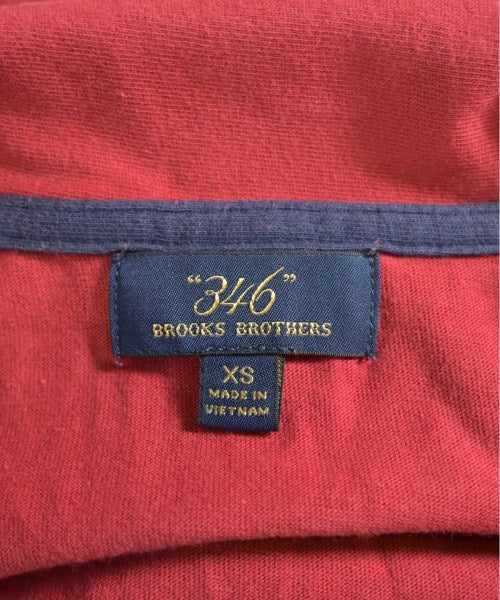 "346"
BROOKS BROTHERS
XS
MADE IN
VIETNAM